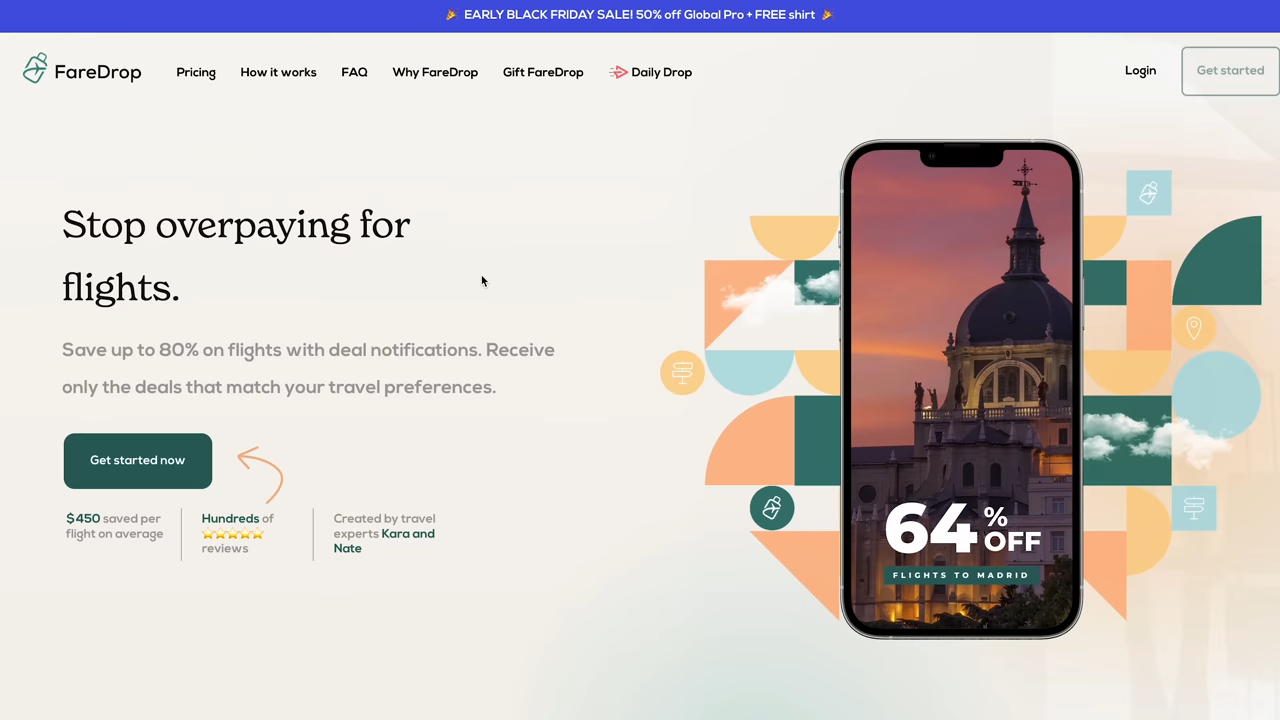 🎉 EARLY BLACK FRIDAY SALE! 50% off Global Pro + FREE shirt 🎉
FareDrop
Pricing
How it works
FAQ
Why FareDrop
Gift FareDrop
Daily Drop
Login
Get started
Stop overpaying for
flights.
Save up to 80% on flights with deal notifications. Receive
only the deals that match your travel preferences.
Get started now
$450 saved per
flight on average
Hundreds of
⭐⭐⭐⭐⭐
reviews
Created by travel
experts Kara and
Nate
64% OFF
FLIGHTS TO MADRID